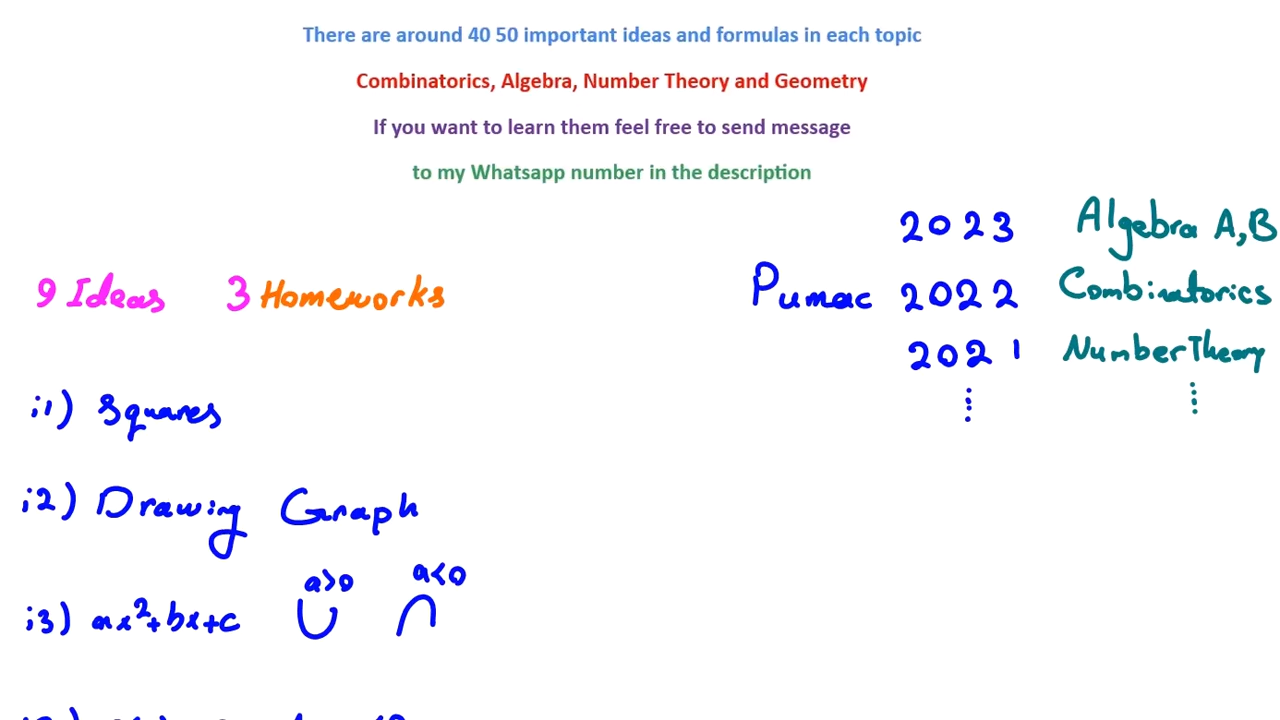 There are around 40 50 important ideas and formulas in each topic
Combinatorics, Algebra, Number Theory and Geometry
If you want to learn them feel free to send message
to my Whatsapp number in the description
2023 Algebra A,B
9 Ideas 3 Homeworks Pumac 2022 Combinatorics
2021 Number Theory
i1) Squares
i2) Drawing Graph
a>0 a<0
i3) ax²+bx+c